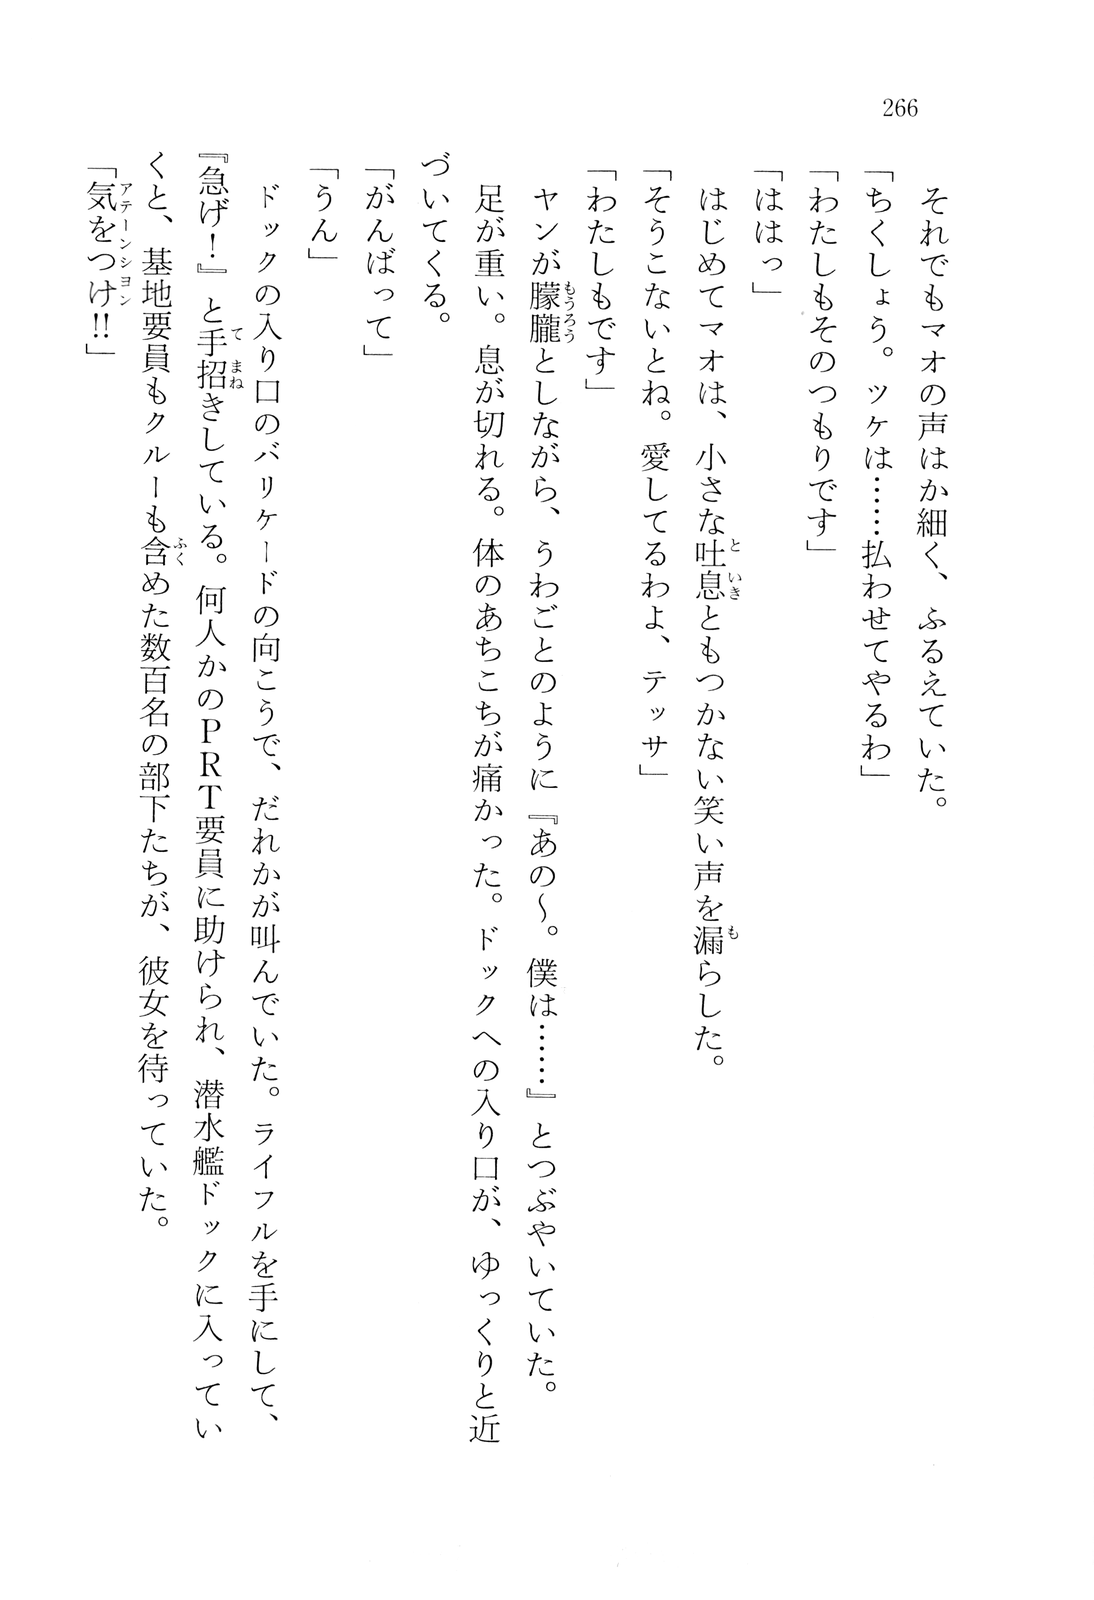 266
　それでもマオの声はか細く、ふるえていた。
「ちくしょう。ツケは……払わせてやるわ」
「わたしもそのつもりです」
「ははっ」
　はじめてマオは、小さな吐息ともつかない笑い声を漏らした。
「そうこないとね。愛してるわよ、テッサ」
「わたしもです」
　ヤンが朦朧としながら、うわごとのように『あの〜。僕は……』とつぶやいていた。
　足が重い。息が切れる。体のあちこちが痛かった。ドックへの入り口が、ゆっくりと近
づいてくる。
「がんばって」
「うん」
　ドックの入り口のバリケードの向こうで、だれかが叫んでいた。ライフルを手にして、
『急げ！』と手招きしている。何人かのＰＲＴ要員に助けられ、潜水艦ドックに入ってい
くと、基地要員もクルーも含めた数百名の部下たちが、彼女を待っていた。
「気をつけ!!」